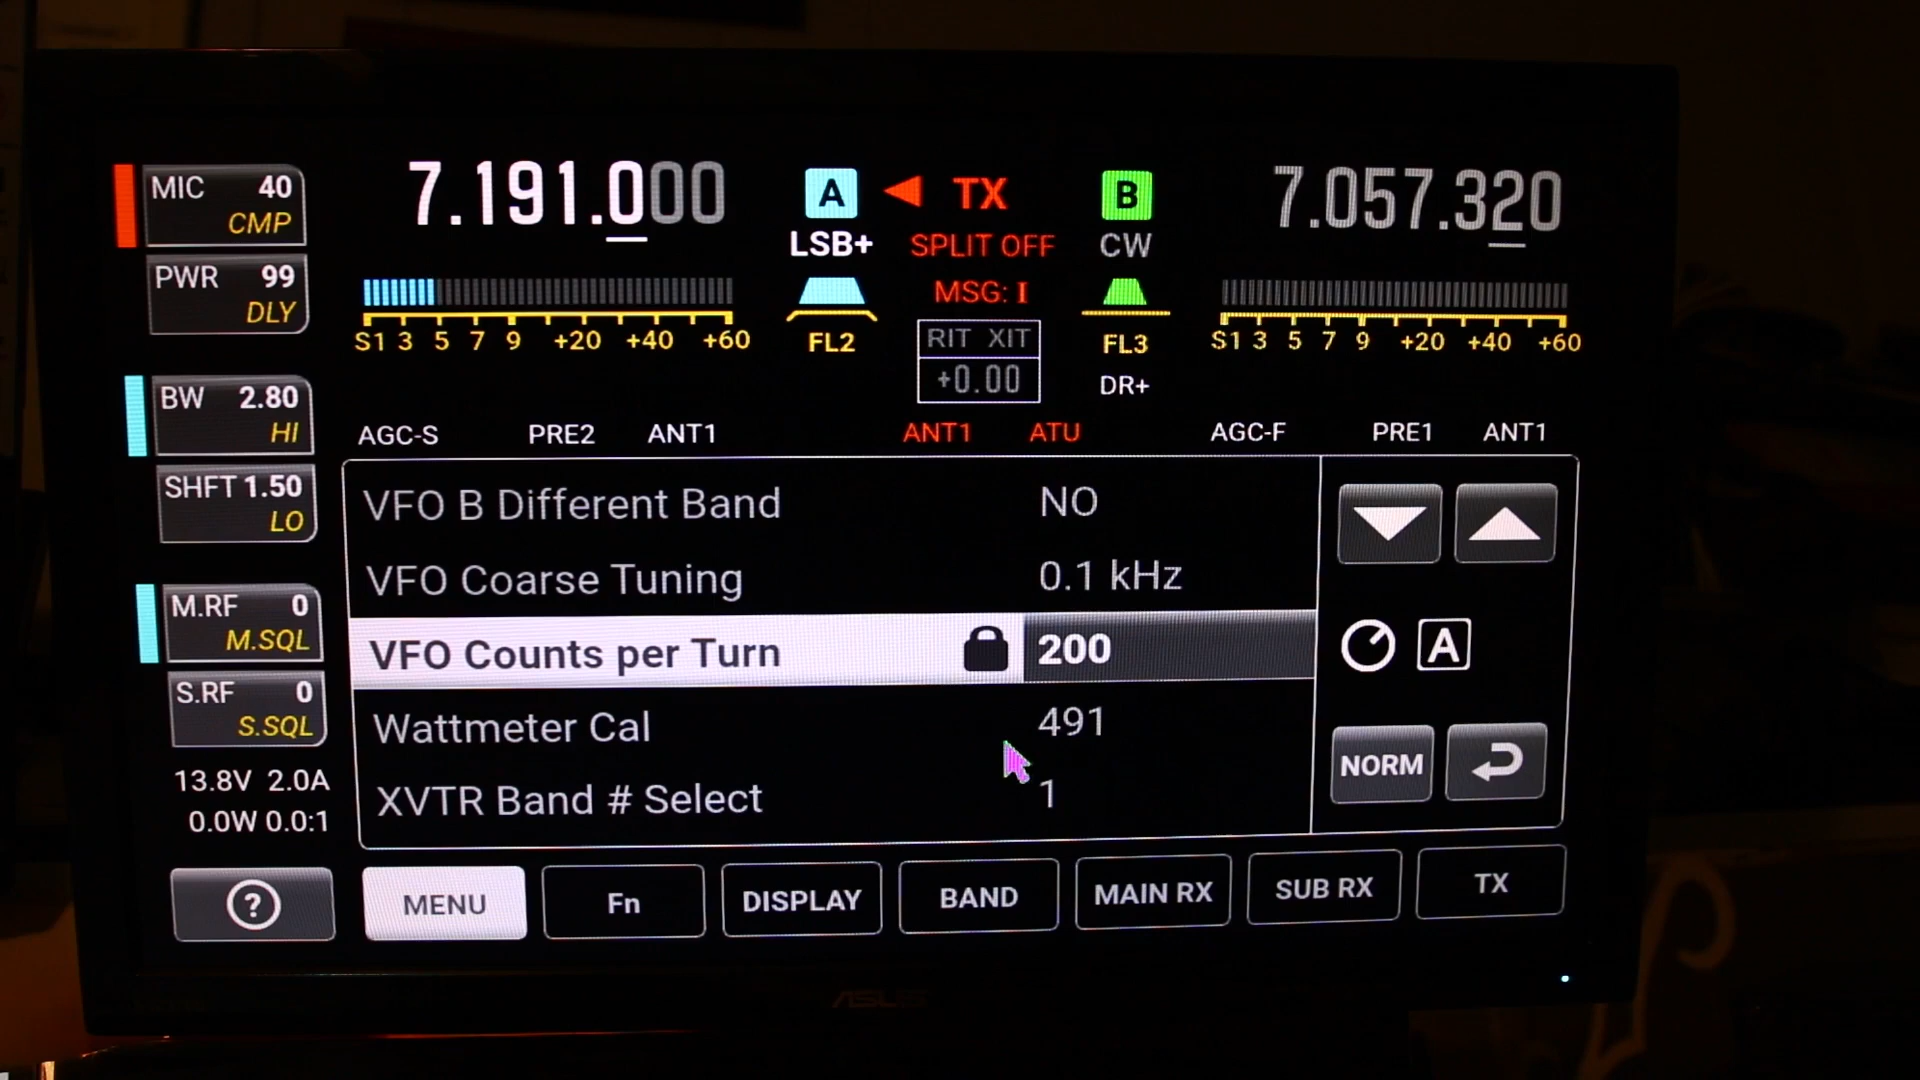 MIC 40
CMP
PWR 99
DLY
BW 2.80
HI
SHFT 1.50
LO
M.RF 0
M.SQL
S.RF 0
S.SQL
13.8V 2.0A
0.0W 0.0:1
7.191.000
A
TX
B
7.057.320
LSB+
SPLIT OFF
CW
MSG: I
S1 3 5 7 9 +20 +40 +60
FL2
RIT XIT
+0.00
FL3
DR+
S1 3 5 7 9 +20 +40 +60
AGC-S PRE2 ANT1 ANT1 ATU AGC-F PRE1 ANT1
VFO B Different Band NO
VFO Coarse Tuning 0.1 kHz
VFO Counts per Turn 200
Wattmeter Cal 491
XVTR Band # Select 1
A
NORM
? MENU Fn DISPLAY BAND MAIN RX SUB RX TX
ASUS